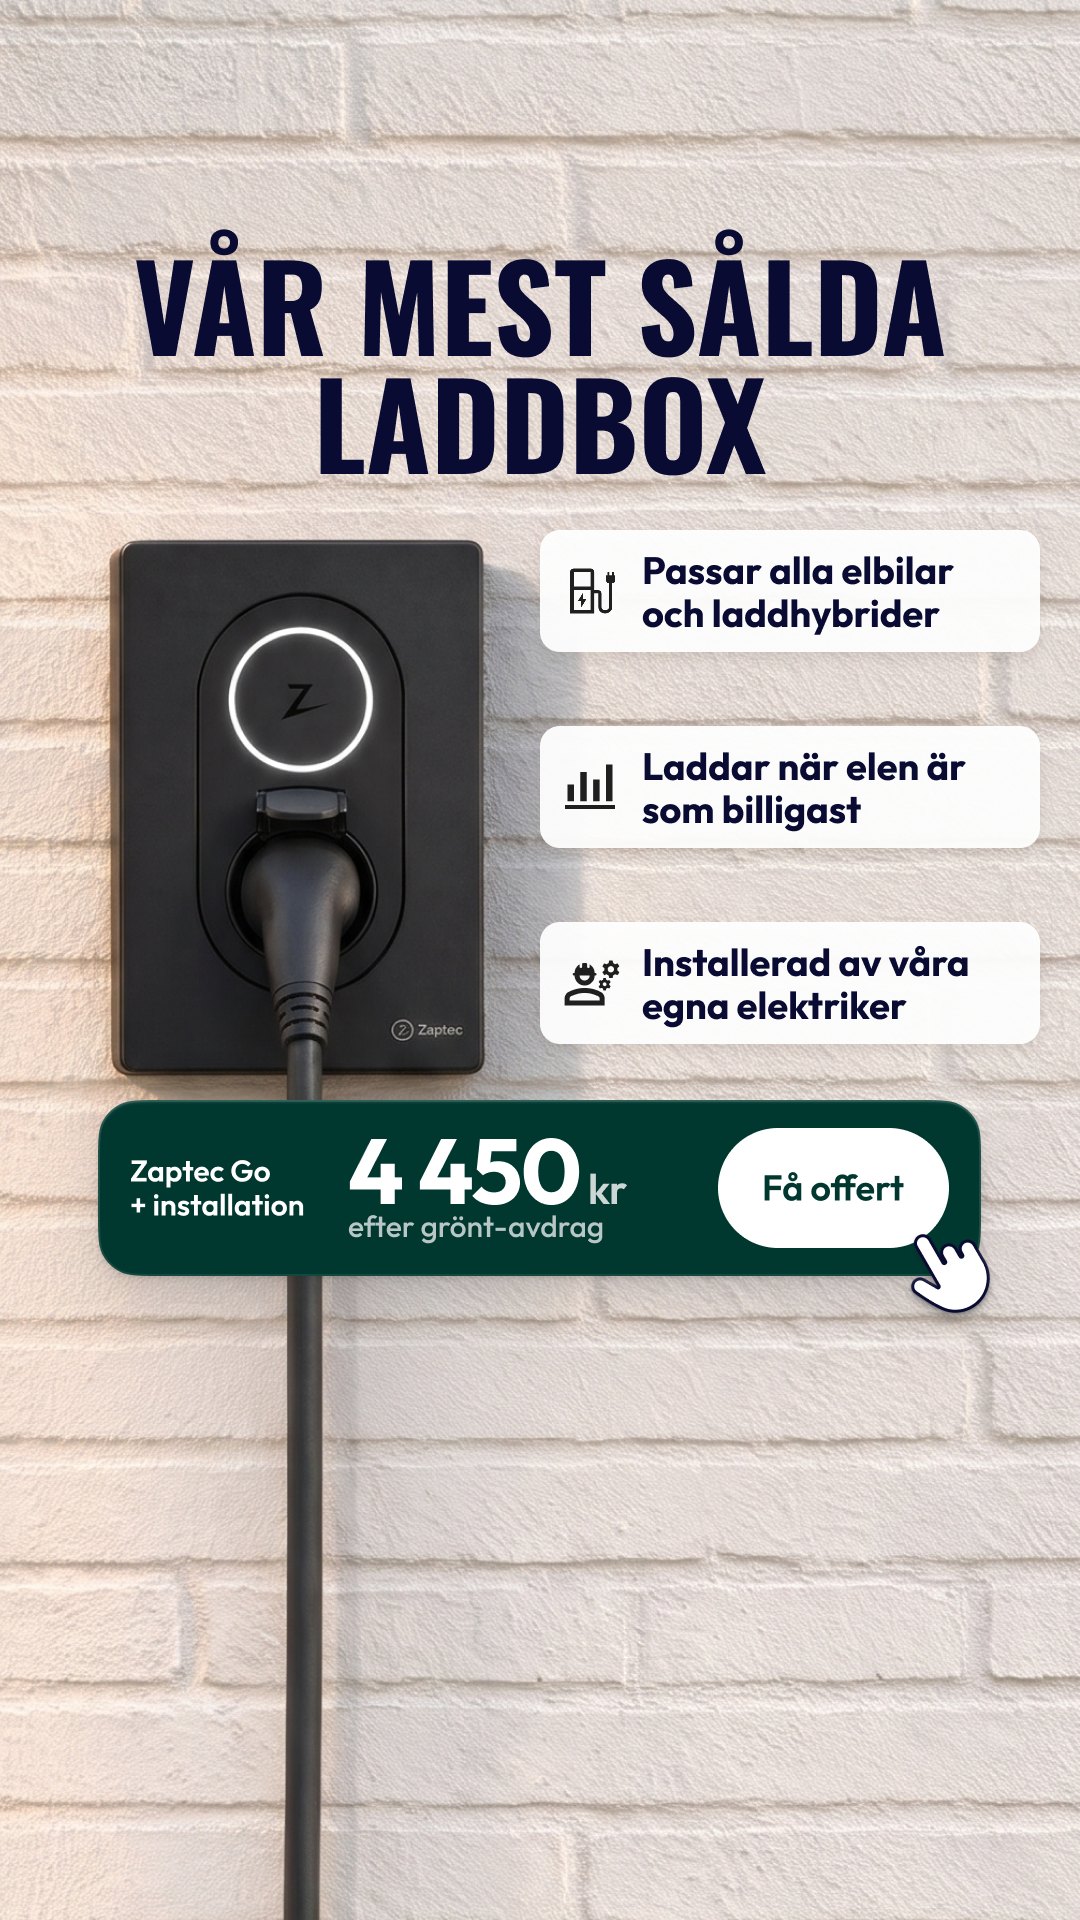 VÅR MEST SÅLDA
LADDBOX
Passar alla elbilar
och laddhybrider
Laddar när elen är
som billigast
Installerad av våra
egna elektriker
Z
Zaptec
Zaptec Go
+ installation
4 450 kr
efter grönt-avdrag
Få offert